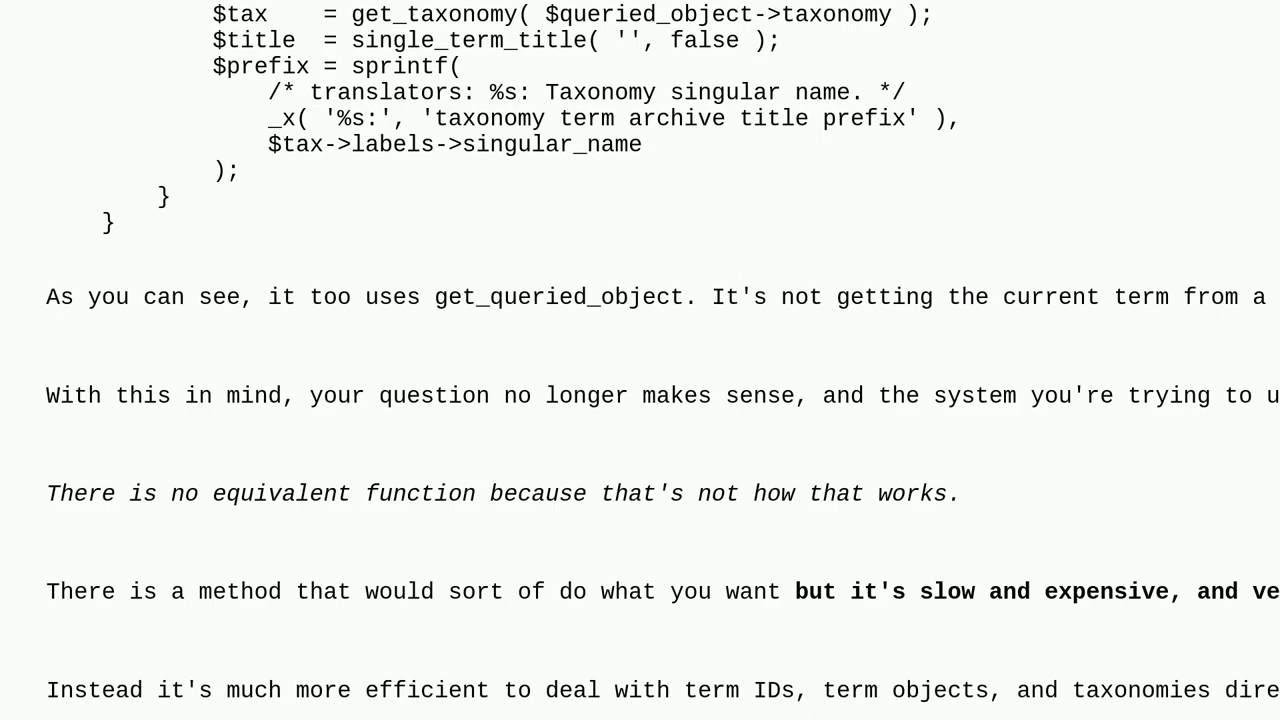 $tax    = get_taxonomy( $queried_object->taxonomy );
$title  = single_term_title( '', false );
$prefix = sprintf(
/* translators: %s: Taxonomy singular name. */
_x( '%s:', 'taxonomy term archive title prefix' ),
$tax->labels->singular_name
);
}
}
As you can see, it too uses get_queried_object. It's not getting the current term from a
With this in mind, your question no longer makes sense, and the system you're trying to u
There is no equivalent function because that's not how that works.
There is a method that would sort of do what you want but it's slow and expensive, and ve
Instead it's much more efficient to deal with term IDs, term objects, and taxonomies dire